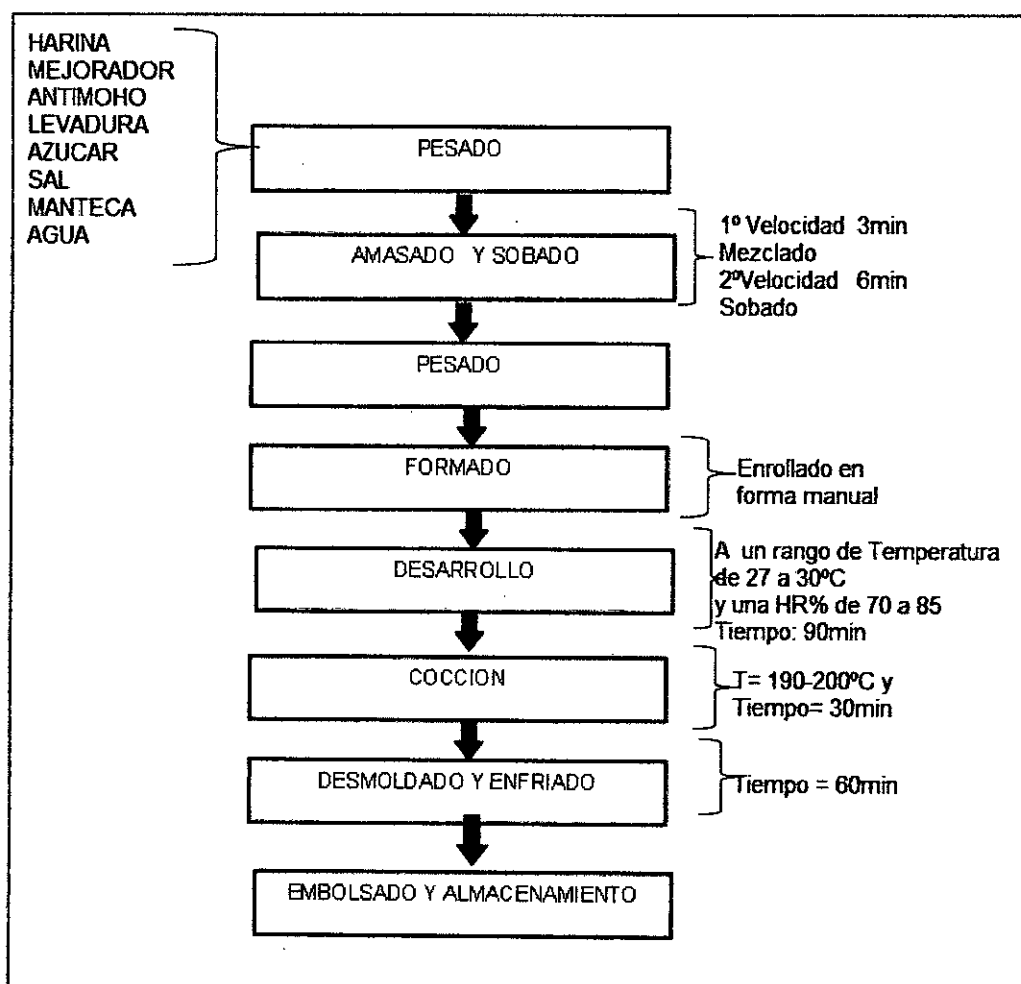 HARINA
MEJORADOR
ANTIMOHO
LEVADURA
AZUCAR
SAL
MANTECA
AGUA
PESADO
AMASADO Y SOBADO
1º Velocidad 3min
Mezclado
2ºVelocidad 6min
Sobado
PESADO
FORMADO
Enrollado en
forma manual
DESARROLLO
A un rango de Temperatura
de 27 a 30ºC
y una HR% de 70 a 85
Tiempo: 90min
COCCION
T= 190-200ºC y
Tiempo= 30min
DESMOLDADO Y ENFRIADO
Tiempo = 60min
EMBOLSADO Y ALMACENAMIENTO